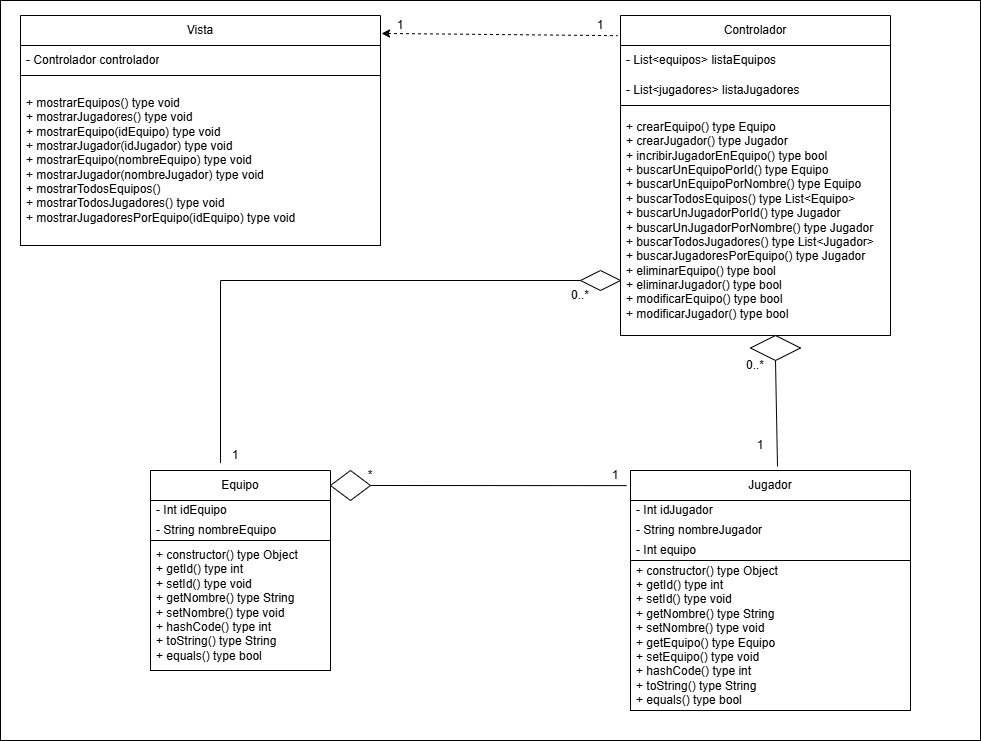 Vista
- Controlador controlador
+ mostrarEquipos() type void
+ mostrarJugadores() type void
+ mostrarEquipo(idEquipo) type void
+ mostrarJugador(idJugador) type void
+ mostrarEquipo(nombreEquipo) type void
+ mostrarJugador(nombreJugador) type void
+ mostrarTodosEquipos()
+ mostrarTodosJugadores() type void
+ mostrarJugadoresPorEquipo(idEquipo) type void
1
1
Controlador
- List<equipos> listaEquipos
- List<jugadores> listaJugadores
+ crearEquipo() type Equipo
+ crearJugador() type Jugador
+ incribirJugadorEnEquipo() type bool
+ buscarUnEquipoPorId() type Equipo
+ buscarUnEquipoPorNombre() type Equipo
+ buscarTodosEquipos() type List<Equipo>
+ buscarUnJugadorPorId() type Jugador
+ buscarUnJugadorPorNombre() type Jugador
+ buscarTodosJugadores() type List<Jugador>
+ buscarJugadoresPorEquipo() type Jugador
+ eliminarEquipo() type bool
+ eliminarJugador() type bool
+ modificarEquipo() type bool
+ modificarJugador() type bool
0..*
0..*
1
1
Equipo
- Int idEquipo
- String nombreEquipo
+ constructor() type Object
+ getId() type int
+ setId() type void
+ getNombre() type String
+ setNombre() type void
+ hashCode() type int
+ toString() type String
+ equals() type bool
*
1
Jugador
- Int idJugador
- String nombreJugador
- Int equipo
+ constructor() type Object
+ getId() type int
+ setId() type void
+ getNombre() type String
+ setNombre() type void
+ getEquipo() type Equipo
+ setEquipo() type void
+ hashCode() type int
+ toString() type String
+ equals() type bool